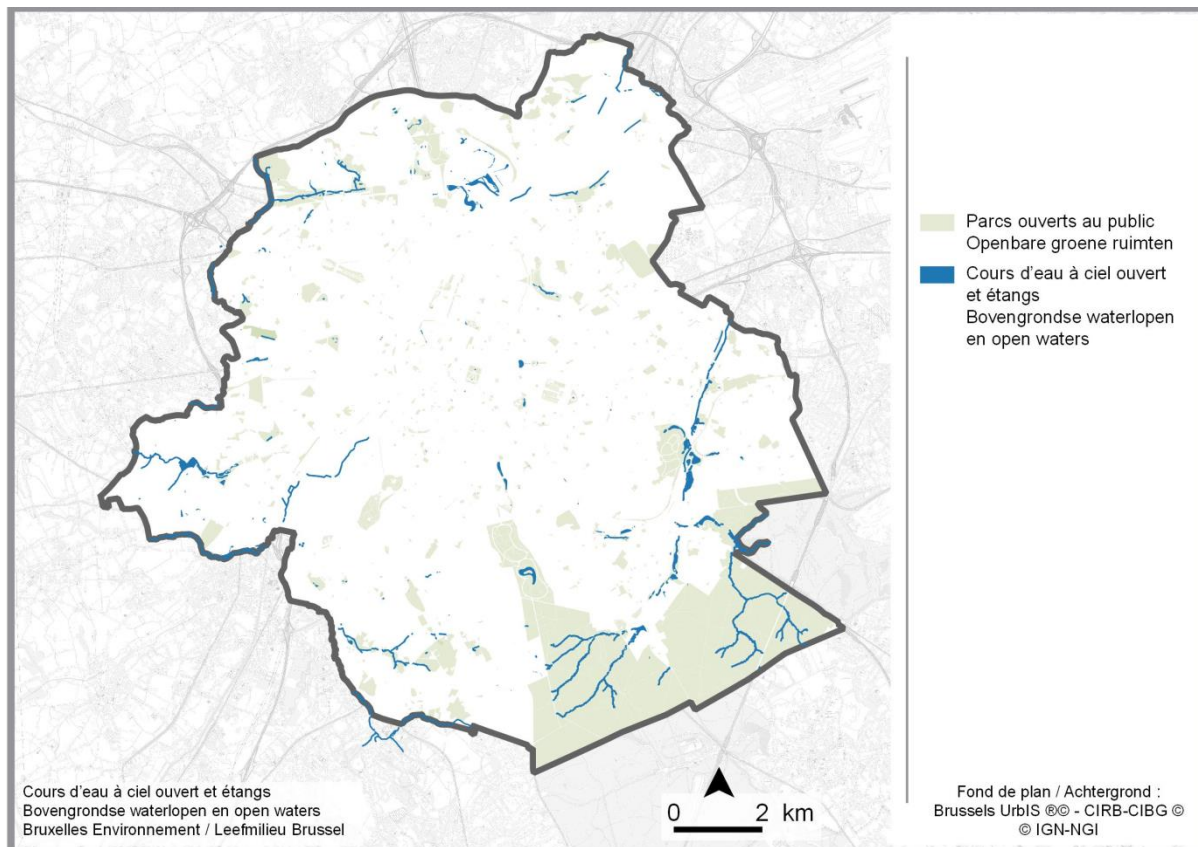 Parcs ouverts au public
Openbare groene ruimten
Cours d'eau à ciel ouvert
et étangs
Bovengrondse waterlopen
en open waters
Cours d'eau à ciel ouvert et étangs
Bovengrondse waterlopen en open waters
Bruxelles Environnement / Leefmilieu Brussel
0 2 km
Fond de plan / Achtergrond :
Brussels UrbIS ®© - CIRB-CIBG ©
© IGN-NGI